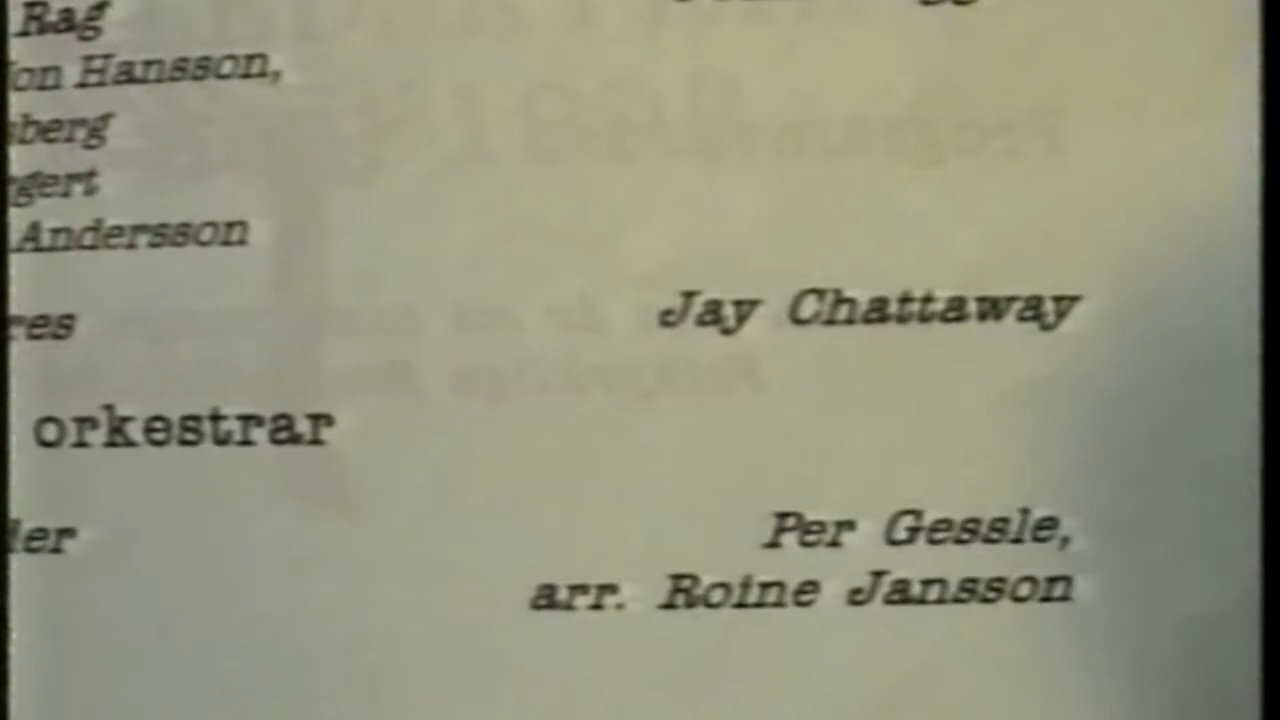 Rag
on Hansson,
berg
gert
Andersson
res Jay Chattaway
orkestrar
ler Per Gessle,
arr. Roine Jansson